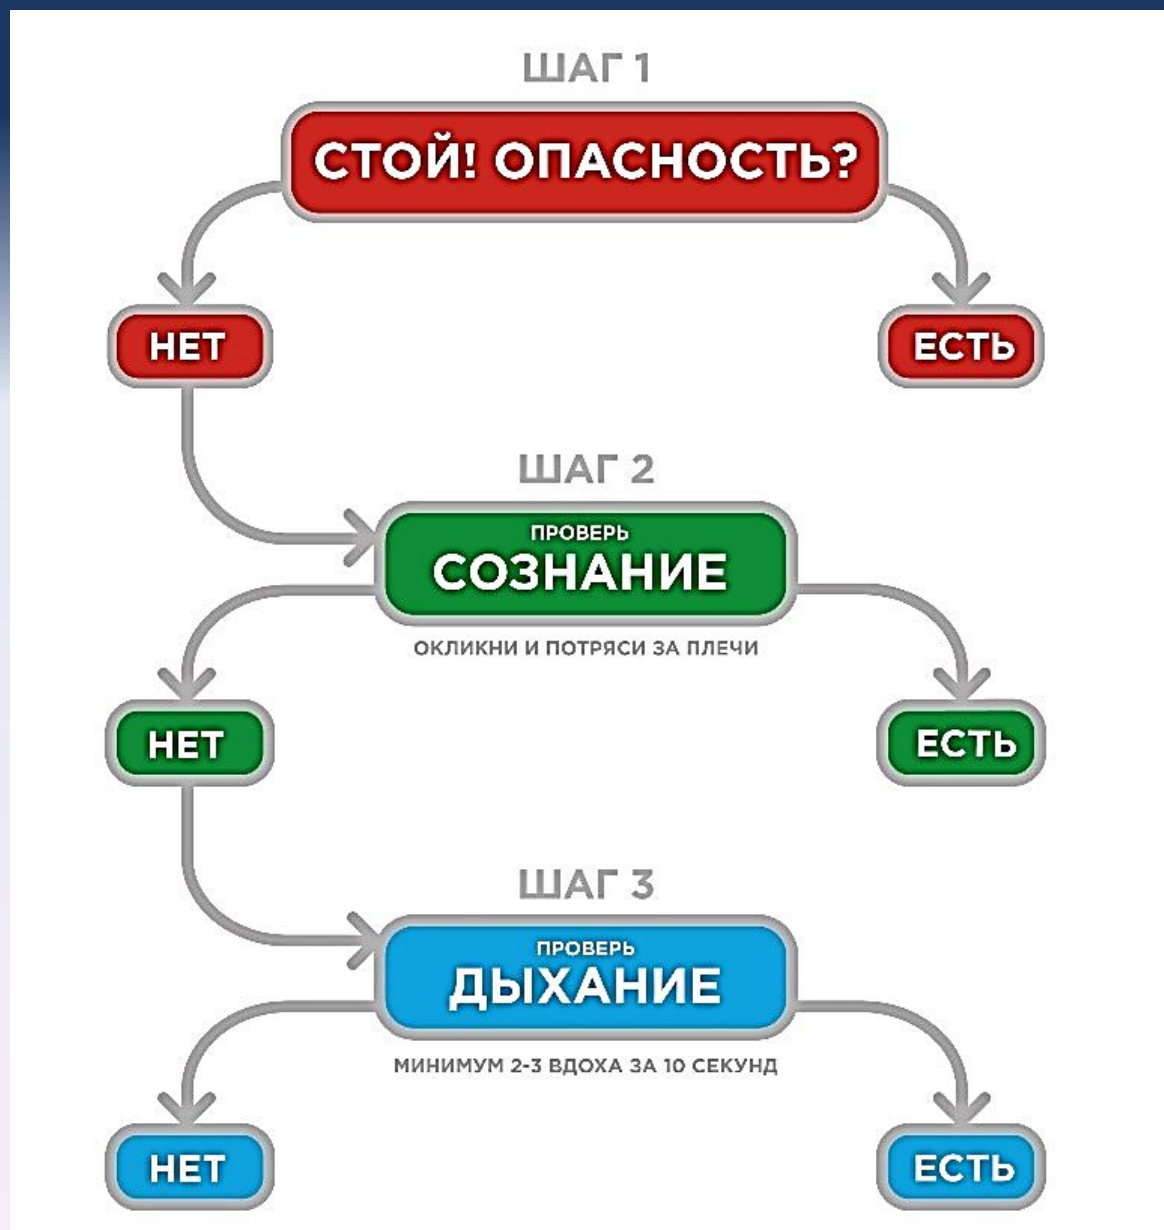 ШАГ 1
СТОЙ! ОПАСНОСТЬ?
НЕТ
ЕСТЬ
ШАГ 2
ПРОВЕРЬ
СОЗНАНИЕ
ОКЛИКНИ И ПОТРЯСИ ЗА ПЛЕЧИ
НЕТ
ЕСТЬ
ШАГ 3
ПРОВЕРЬ
ДЫХАНИЕ
МИНИМУМ 2-3 ВДОХА ЗА 10 СЕКУНД
НЕТ
ЕСТЬ